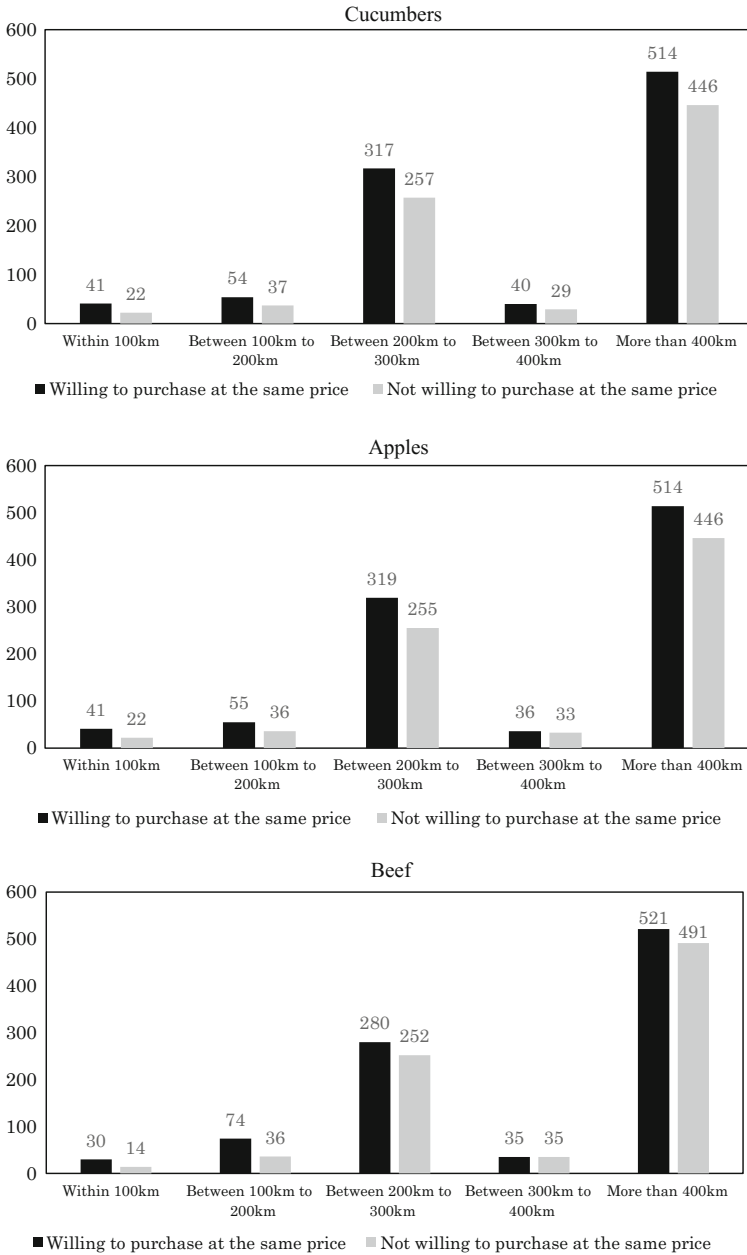 Cucumbers
600
500
400
300
200
100
0
41
22
54
37
317
257
40
29
514
446
Within 100km
Between 100km to
200km
Between 200km to
300km
Between 300km to
400km
More than 400km
Willing to purchase at the same price
Not willing to purchase at the same price
Apples
600
500
400
300
200
100
0
41
22
55
36
319
255
36
33
514
446
Within 100km
Between 100km to
200km
Between 200km to
300km
Between 300km to
400km
More than 400km
Willing to purchase at the same price
Not willing to purchase at the same price
Beef
600
500
400
300
200
100
0
30
14
74
36
280
252
35
35
521
491
Within 100km
Between 100km to
200km
Between 200km to
300km
Between 300km to
400km
More than 400km
Willing to purchase at the same price
Not willing to purchase at the same price